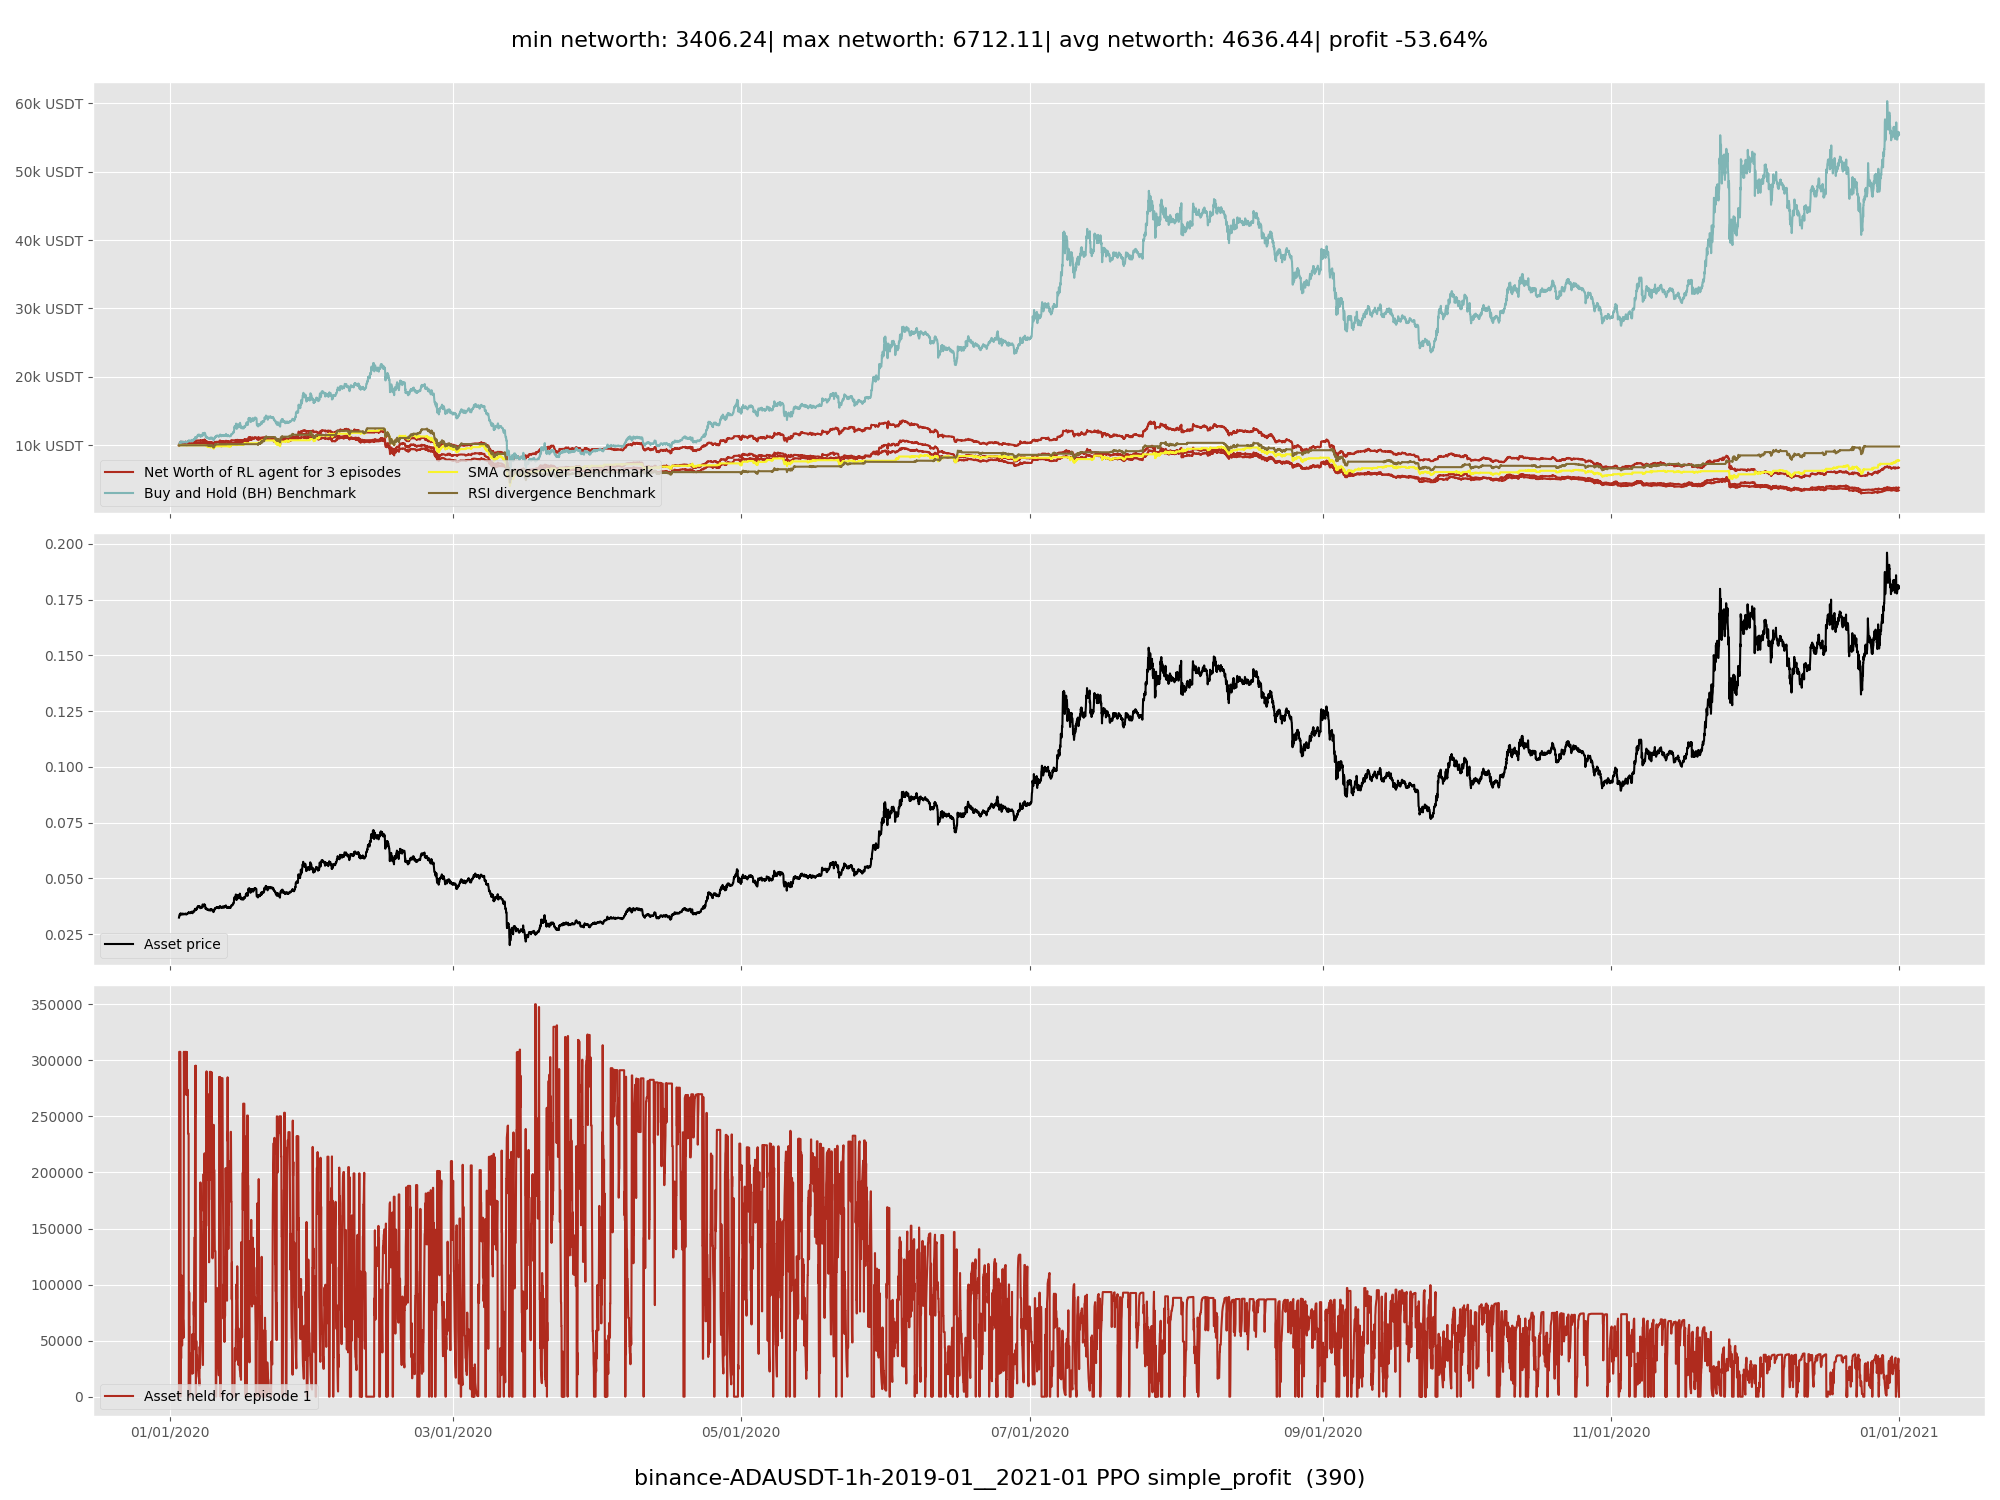 min networth: 3406.24| max networth: 6712.11| avg networth: 4636.44| profit -53.64%
60k USDT
50k USDT
40k USDT
30k USDT
20k USDT
10k USDT
Net Worth of RL agent for 3 episodes
Buy and Hold (BH) Benchmark
SMA crossover Benchmark
RSI divergence Benchmark
0.200
0.175
0.150
0.125
0.100
0.075
0.050
0.025
Asset price
350000
300000
250000
200000
150000
100000
50000
0
Asset held for episode 1
01/01/2020 03/01/2020 05/01/2020 07/01/2020 09/01/2020 11/01/2020 01/01/2021
binance-ADAUSDT-1h-2019-01__2021-01 PPO simple_profit (390)